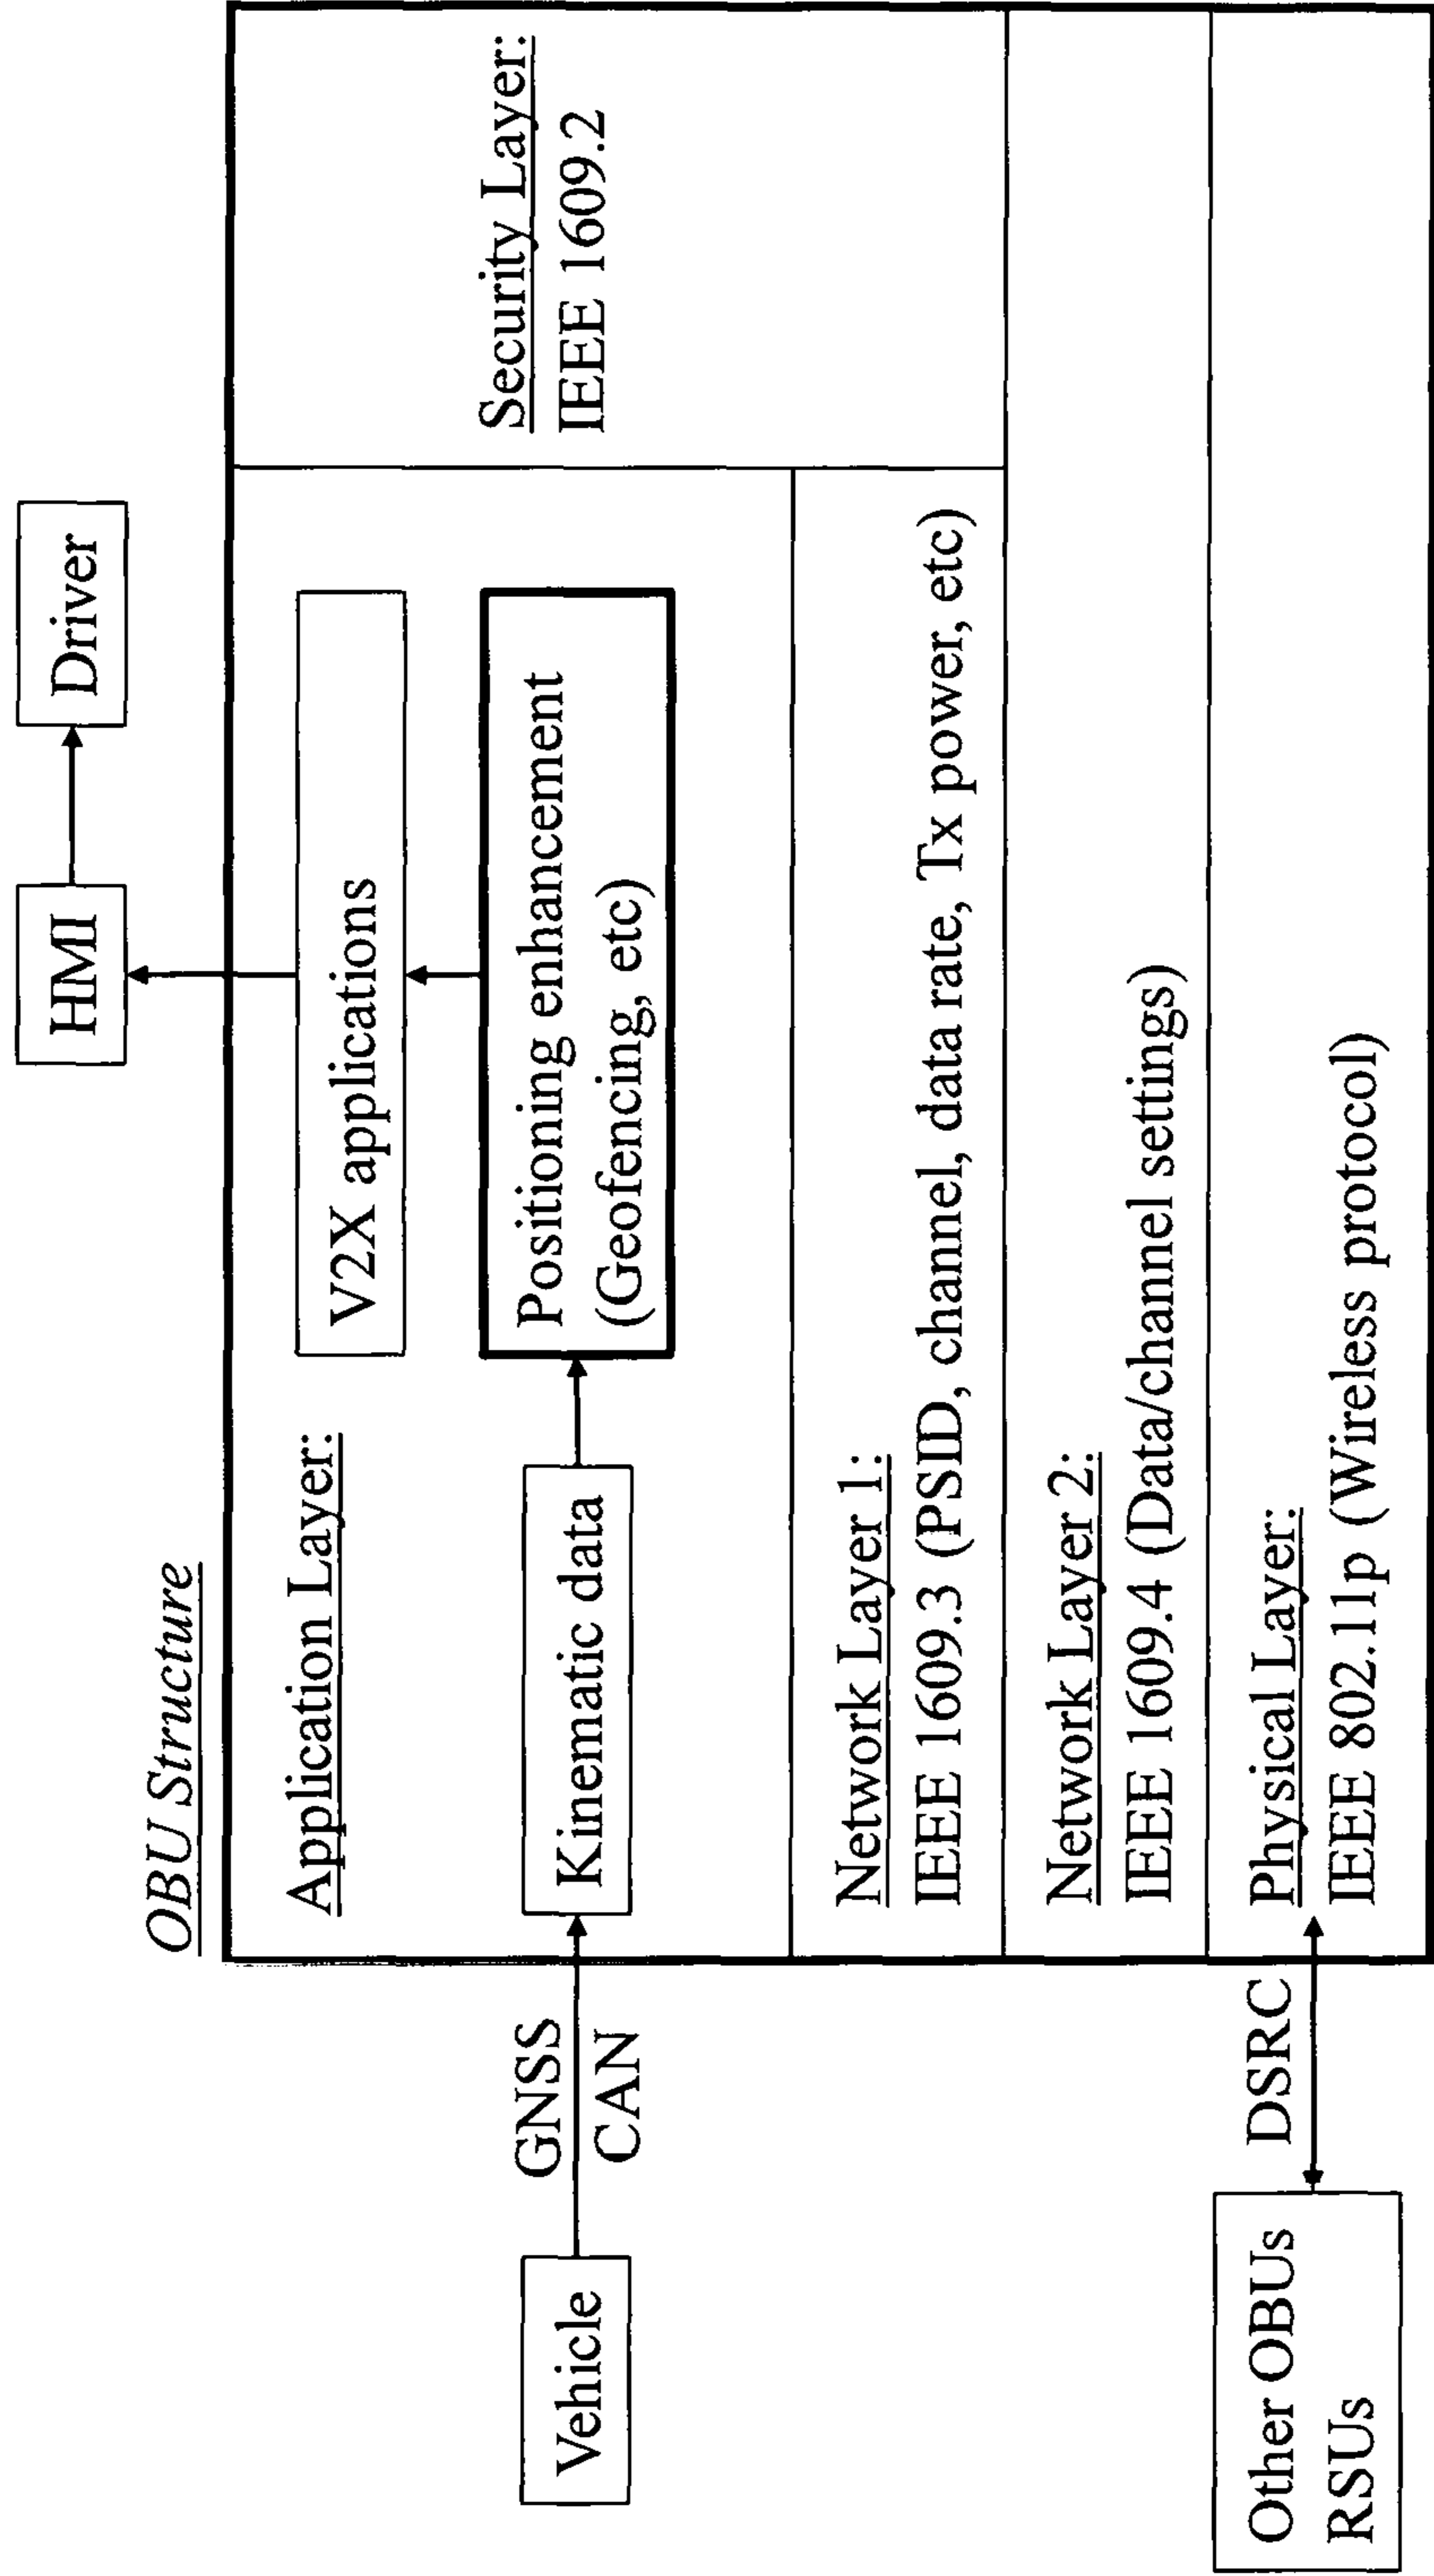 OBU Structure
HMI
Driver
Application Layer:
V2X applications
Security Layer:
IEEE 1609.2
Vehicle
GNSS
CAN
Kinematic data
Positioning enhancement
(Geofencing, etc)
Network Layer 1:
IEEE 1609.3 (PSID, channel, data rate, Tx power, etc)
Network Layer 2:
IEEE 1609.4 (Data/channel settings)
Other OBUs
RSUs
DSRC
Physical Layer:
IEEE 802.11p (Wireless protocol)